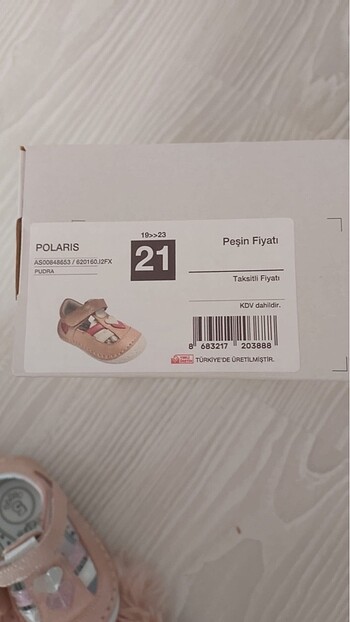 POLARIS
AS00848653 / 620160.I2FX
PUDRA
19>>23
21
Peşin Fiyatı
Taksitli Fiyatı
KDV dahildir.
8 683217 203888
TÜRKİYE'DE ÜRETİLMİŞTİR.